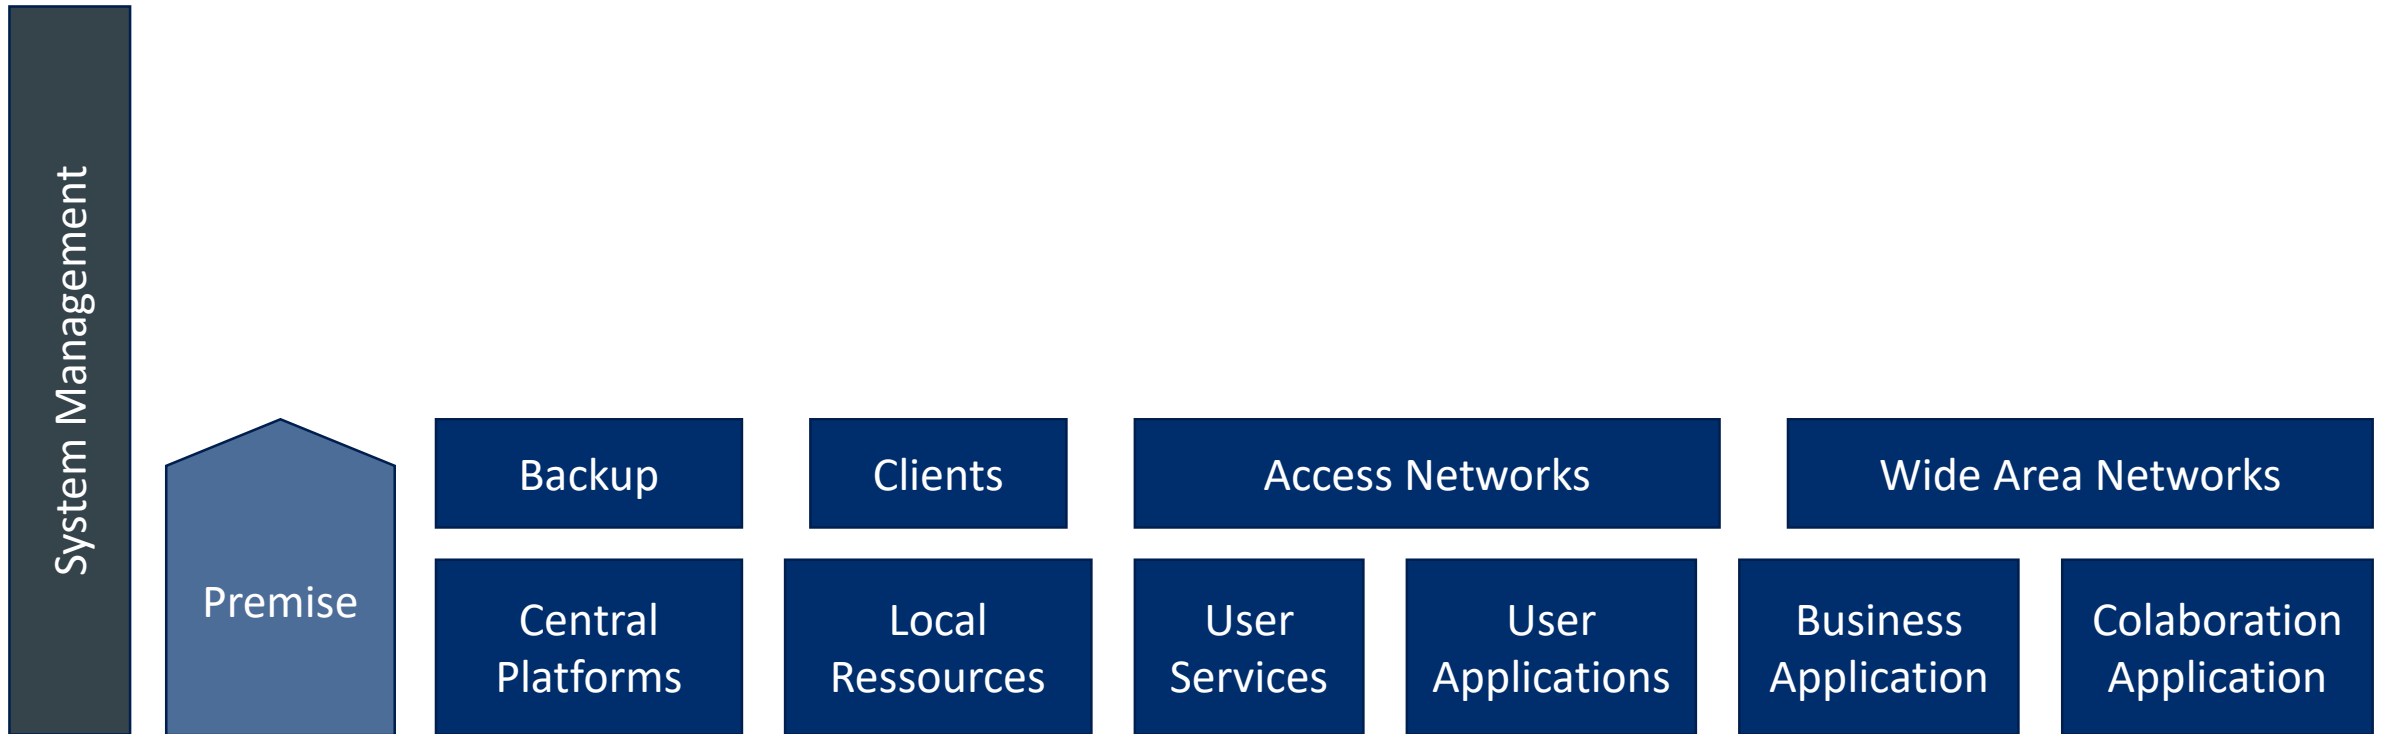 System Management
Premise
Backup
Clients
Access Networks
Wide Area Networks
Central
Platforms
Local
Ressources
User
Services
User
Applications
Business
Application
Colaboration
Application